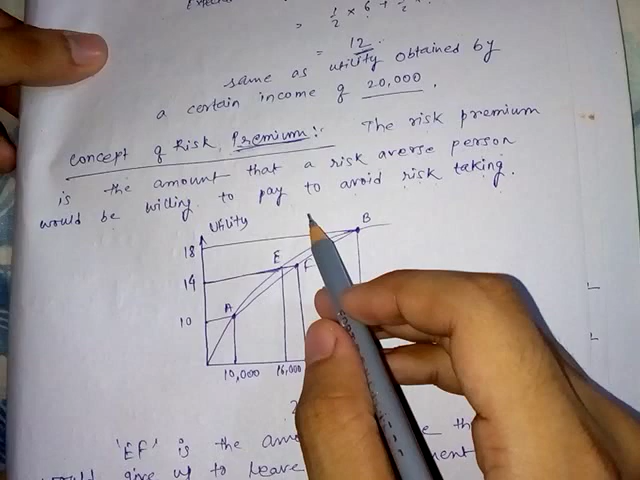 = 1/2 × 6 + 1/2 ×
= 12.
same as utility obtained by
a certain income of 20,000.
Concept of Risk Premium:- The risk premium
is the amount that a risk averse person
would be willing to pay to avoid risk taking.
Utility
B
18
E
F
14
A
10
10,000 16,000
'EF' is the
give up to leave